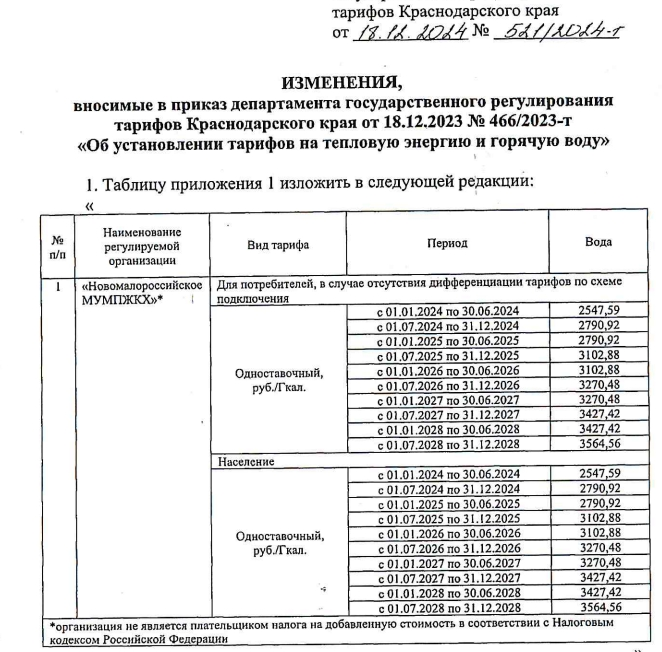 тарифов Краснодарского края
от 18.12.2024 № 521/2024-т
ИЗМЕНЕНИЯ,
вносимые в приказ департамента государственного регулирования
тарифов Краснодарского края от 18.12.2023 № 466/2023-т
«Об установлении тарифов на тепловую энергию и горячую воду»
1. Таблицу приложения 1 изложить в следующей редакции:
«
№ п/п	Наименование регулируемой организации	Вид тарифа	Период	Вода
1	«Новомалороссийское МУМПЖКХ»*	Для потребителей, в случае отсутствия дифференциации тарифов по схеме подключения
Одноставочный, руб./Гкал.
с 01.01.2024 по 30.06.2024	2547,59
с 01.07.2024 по 31.12.2024	2790,92
с 01.01.2025 по 30.06.2025	2790,92
с 01.07.2025 по 31.12.2025	3102,88
с 01.01.2026 по 30.06.2026	3102,88
с 01.07.2026 по 31.12.2026	3270,48
с 01.01.2027 по 30.06.2027	3270,48
с 01.07.2027 по 31.12.2027	3427,42
с 01.01.2028 по 30.06.2028	3427,42
с 01.07.2028 по 31.12.2028	3564,56
Население
Одноставочный, руб./Гкал.
с 01.01.2024 по 30.06.2024	2547,59
с 01.07.2024 по 31.12.2024	2790,92
с 01.01.2025 по 30.06.2025	2790,92
с 01.07.2025 по 31.12.2025	3102,88
с 01.01.2026 по 30.06.2026	3102,88
с 01.07.2026 по 31.12.2026	3270,48
с 01.01.2027 по 30.06.2027	3270,48
с 01.07.2027 по 31.12.2027	3427,42
с 01.01.2028 по 30.06.2028	3427,42
с 01.07.2028 по 31.12.2028	3564,56
*организация не является плательщиком налога на добавленную стоимость в соответствии с Налоговым
кодексом Российской Федерации